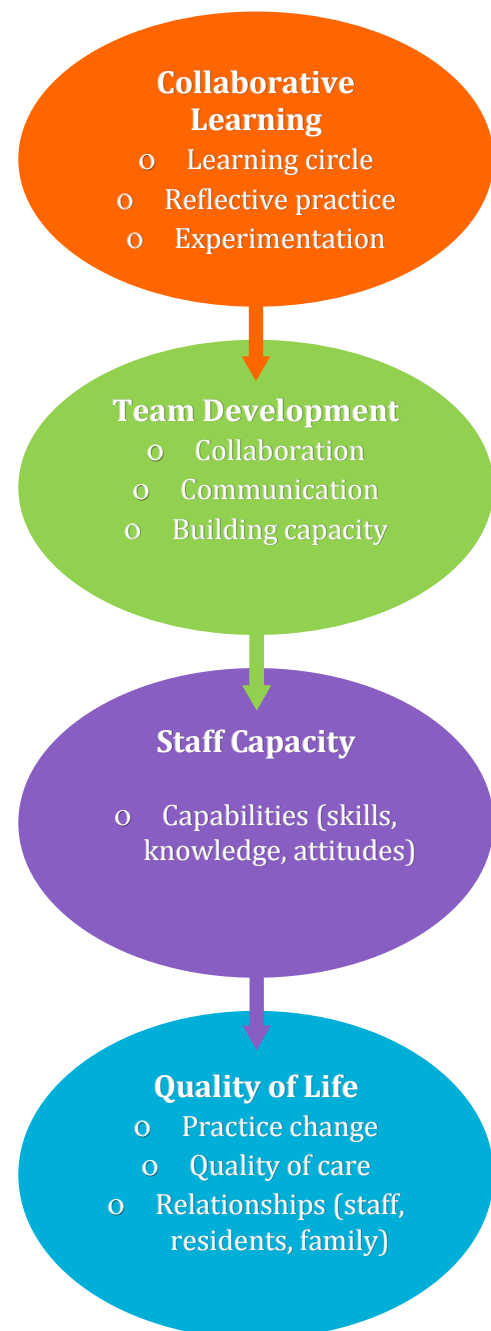 Collaborative
Learning
o Learning circle
o Reflective practice
o Experimentation
Team Development
o Collaboration
o Communication
o Building capacity
Staff Capacity
o Capabilities (skills,
knowledge, attitudes)
Quality of Life
o Practice change
o Quality of care
o Relationships (staff,
residents, family)